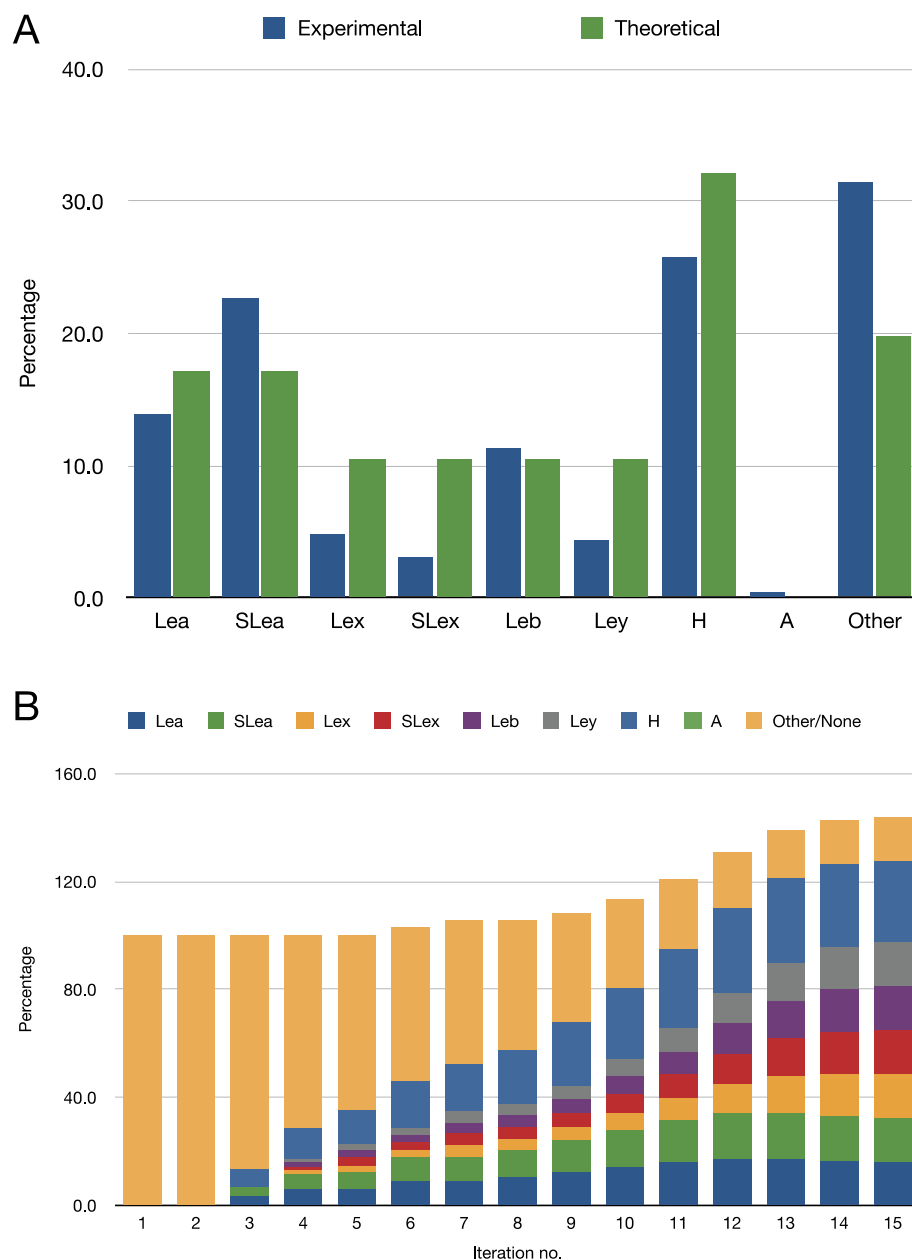 A
Experimental Theoretical
40.0
30.0
20.0
10.0
0.0
Percentage
Lea SLea Lex SLex Leb Ley H A Other
B
Lea SLea Lex SLex Leb Ley H A Other/None
160.0
120.0
80.0
40.0
0.0
Percentage
1 2 3 4 5 6 7 8 9 10 11 12 13 14 15
Iteration no.